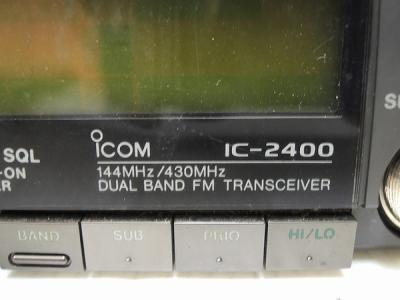 SQL
-ON
ICOM IC-2400
144MHz/430MHz
DUAL BAND FM TRANSCEIVER
BAND SUB PRIO HI/LO